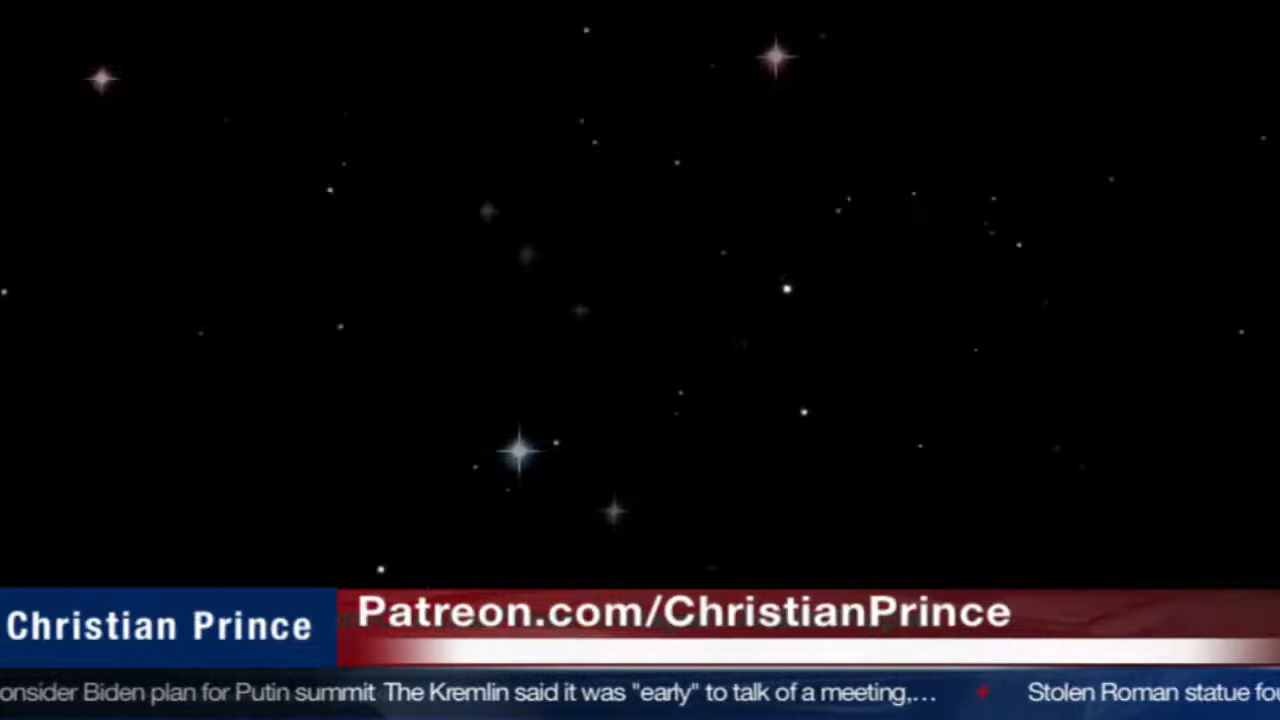 Christian Prince
Patreon.com/ChristianPrince
onsider Biden plan for Putin summit The Kremlin said it was "early" to talk of a meeting,... Stolen Roman statue fou